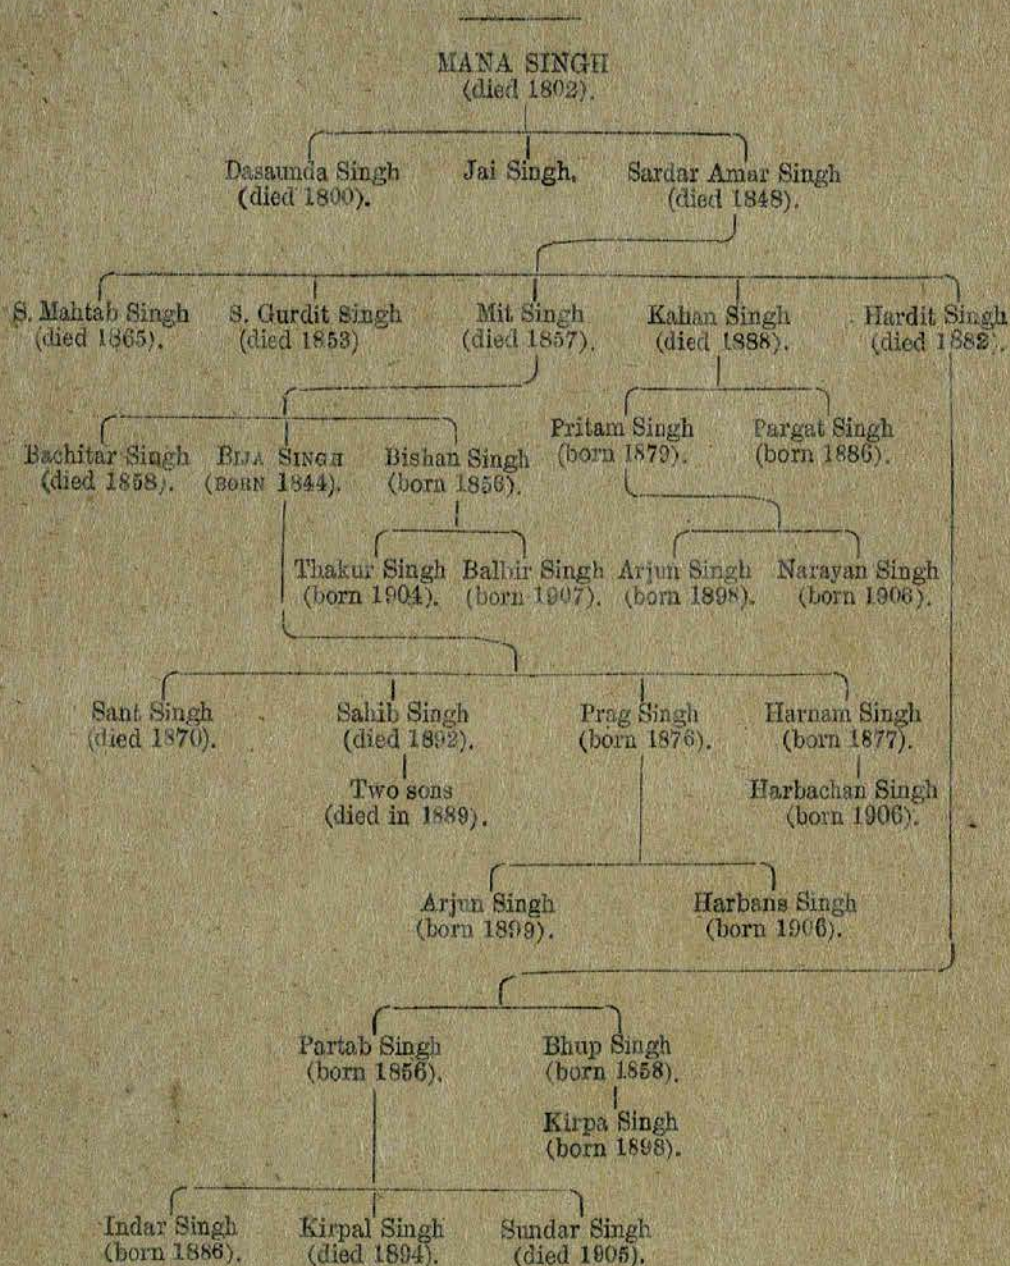 MANA SINGH
(died 1802).
Dasaunda Singh Jai Singh. Sardar Amar Singh
(died 1800). (died 1848).
S. Mahtab Singh S. Gurdit Singh Mit Singh Kahan Singh Hardit Singh
(died 1865). (died 1853) (died 1857). (died 1888). (died 1882).
Pritam Singh Pargat Singh
(born 1879). (born 1886).
Bachitar Singh BIJA SINGH Bishan Singh
(died 1858). (BORN 1844). (born 1856).
Thakur Singh Balbir Singh Arjun Singh Narayan Singh
(born 1904). (born 1907). (born 1898). (born 1906).
Sant Singh Sahib Singh Prag Singh Harnam Singh
(died 1870). (died 1892). (born 1876). (born 1877).
Two sons Harbachan Singh
(died in 1889). (born 1906).
Arjun Singh Harbans Singh
(born 1899). (born 1906).
Partab Singh Bhup Singh
(born 1856). (born 1858).
Kirpa Singh
(born 1898).
Indar Singh Kirpal Singh Sundar Singh
(born 1886). (died 1894). (died 1905).